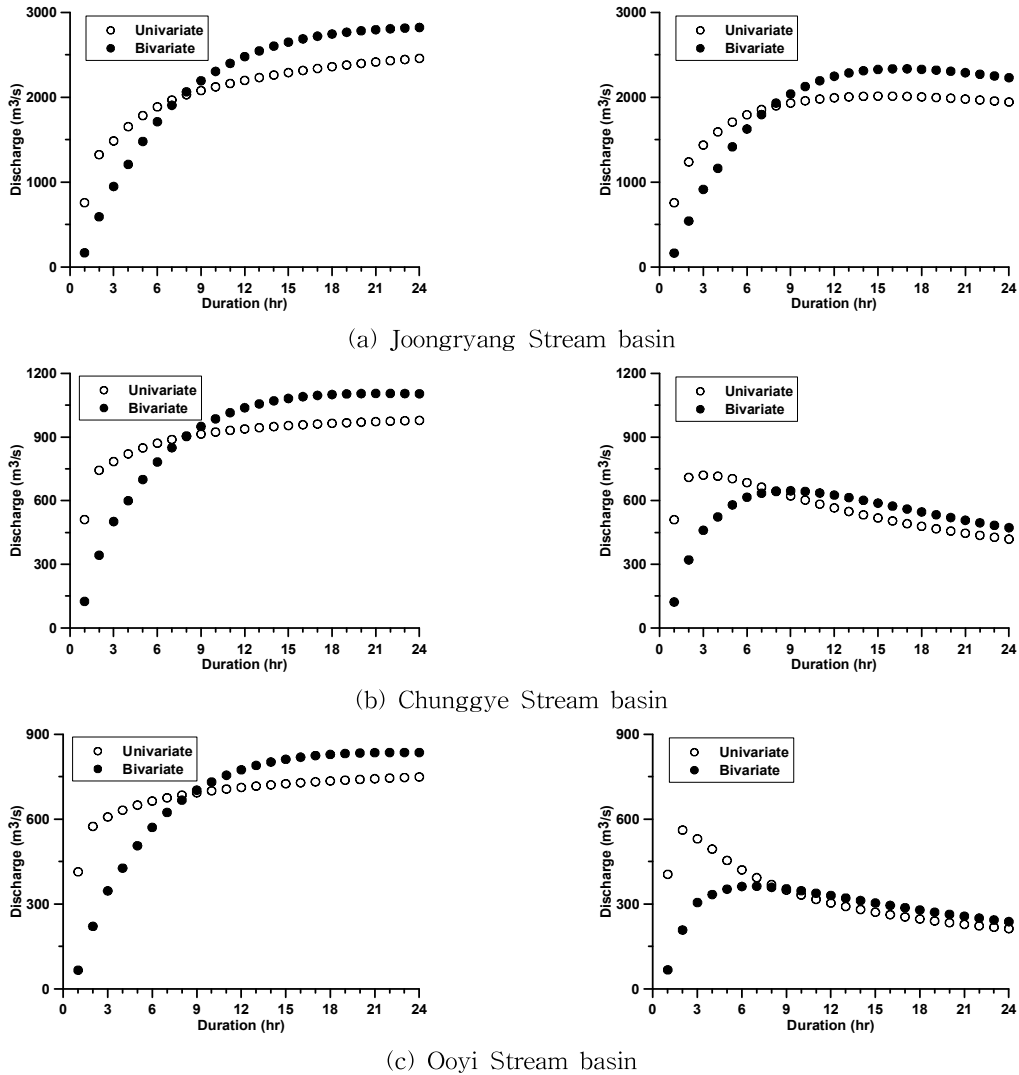 3000
2000
1000
0
Discharge (m3/s)
Univariate
Bivariate
0 3 6 9 12 15 18 21 24
Duration (hr)
3000
2000
1000
0
Discharge (m3/s)
Univariate
Bivariate
0 3 6 9 12 15 18 21 24
Duration (hr)
(a) Joongryang Stream basin
1200
900
600
300
0
Discharge (m3/s)
Univariate
Bivariate
0 3 6 9 12 15 18 21 24
Duration (hr)
1200
900
600
300
0
Discharge (m3/s)
Univariate
Bivariate
0 3 6 9 12 15 18 21 24
Duration (hr)
(b) Chunggye Stream basin
900
600
300
0
Discharge (m3/s)
Univariate
Bivariate
0 3 6 9 12 15 18 21 24
Duration (hr)
900
600
300
0
Discharge (m3/s)
Univariate
Bivariate
0 3 6 9 12 15 18 21 24
Duration (hr)
(c) Ooyi Stream basin